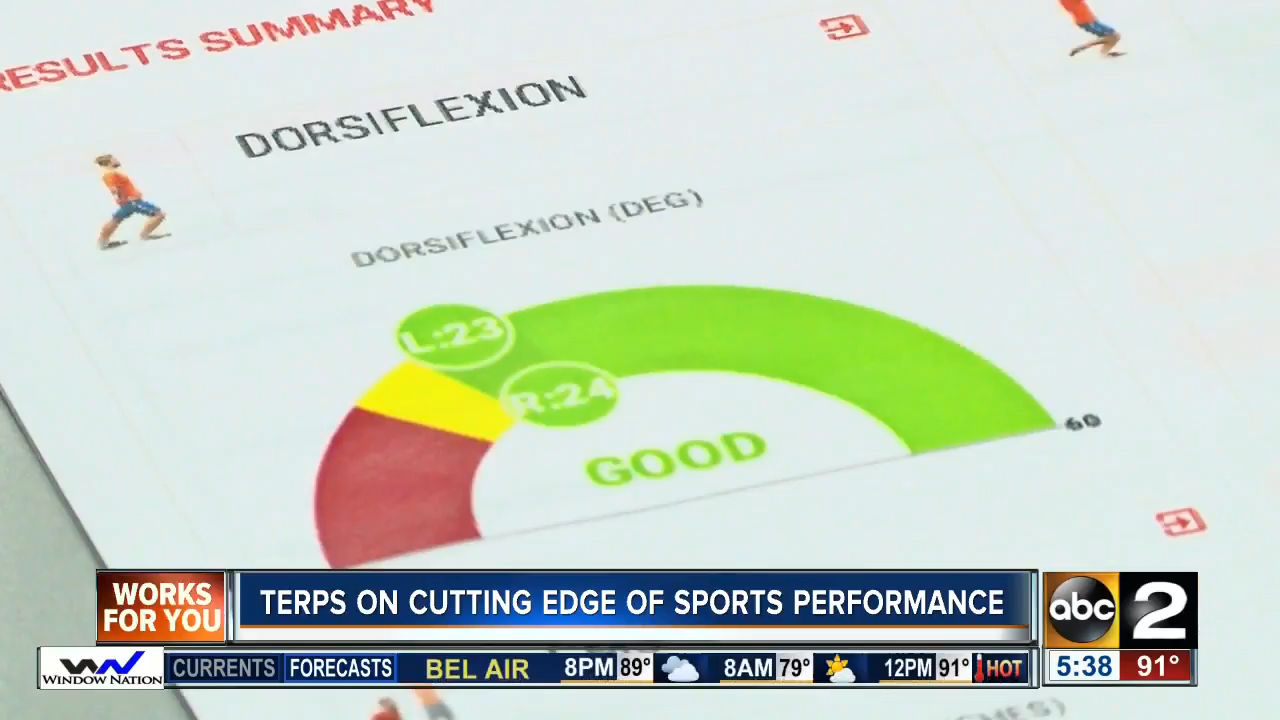 RESULTS SUMMARY
DORSIFLEXION
DORSIFLEXION (DEG)
L:23
R:24
GOOD
60
WORKS
FOR YOU
TERPS ON CUTTING EDGE OF SPORTS PERFORMANCE
abc 2
WINDOW NATION
CURRENTS FORECASTS BEL AIR 8PM 89° 8AM 79° 12PM 91° HOT
5:38 91°